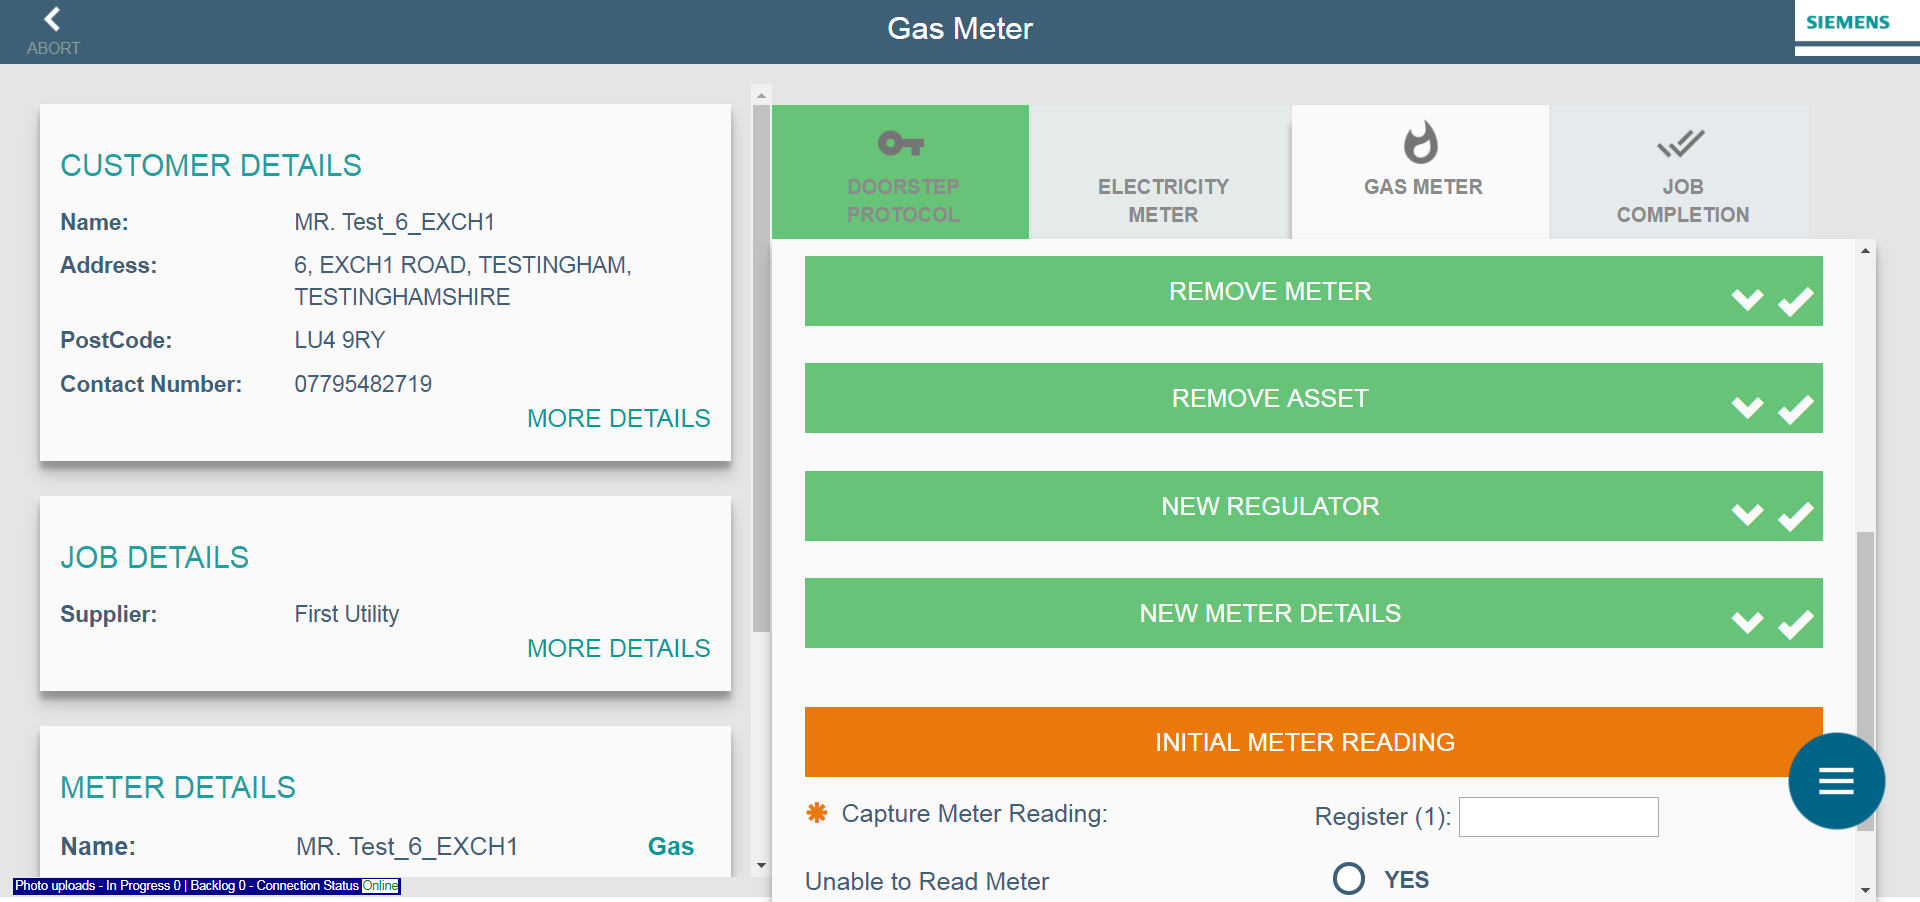 ABORT
Gas Meter
SIEMENS
CUSTOMER DETAILS
Name: MR. Test_6_EXCH1
Address: 6, EXCH1 ROAD, TESTINGHAM,
TESTINGHAMSHIRE
PostCode: LU4 9RY
Contact Number: 07795482719
MORE DETAILS
JOB DETAILS
Supplier: First Utility
MORE DETAILS
METER DETAILS
Name: MR. Test_6_EXCH1 Gas
Photo uploads - In Progress 0 | Backlog 0 - Connection Status Online
DOORSTEP
PROTOCOL
ELECTRICITY
METER
GAS METER
JOB
COMPLETION
REMOVE METER
REMOVE ASSET
NEW REGULATOR
NEW METER DETAILS
INITIAL METER READING
✱ Capture Meter Reading: Register (1):
Unable to Read Meter YES